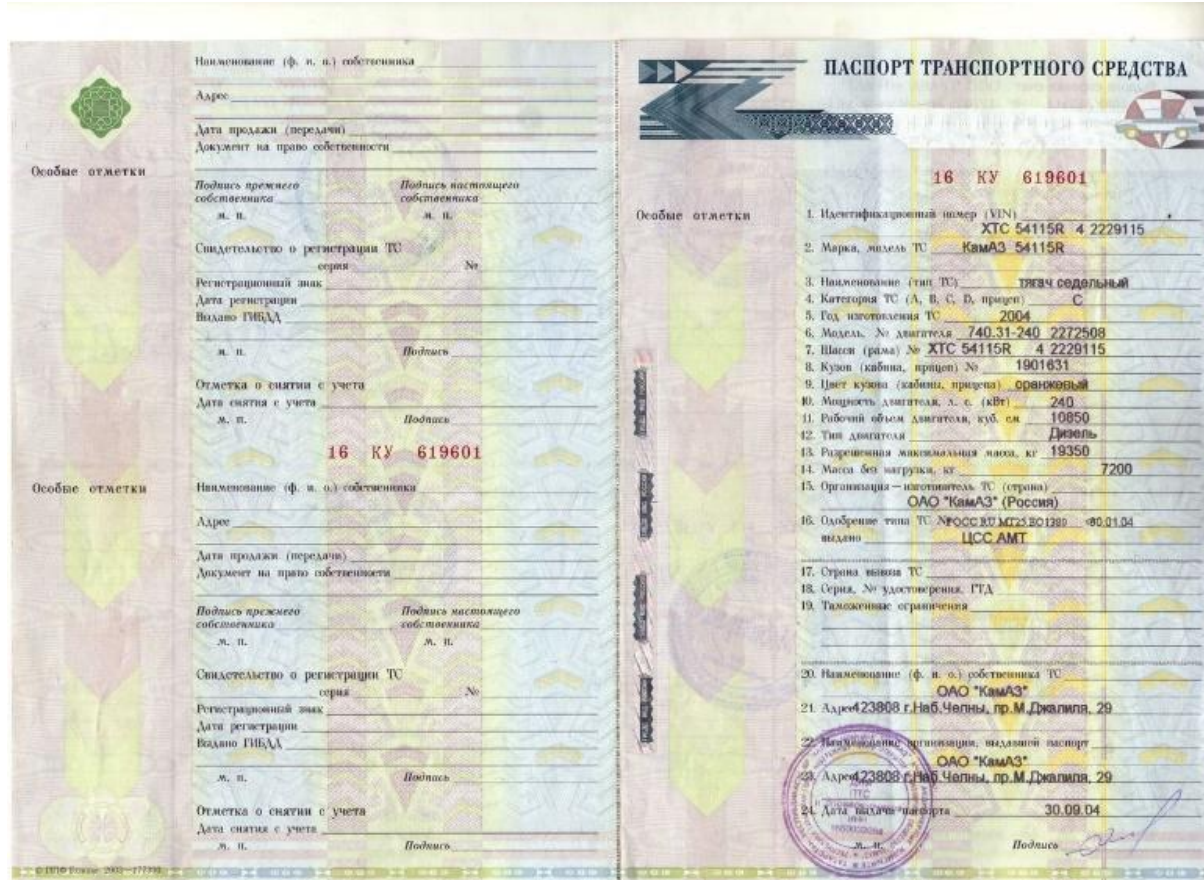 Наименование (ф. и. о.) собственника
Адрес
Дата продажи (передачи)
Документ на право собственности
Особые отметки
Подпись прежнего собственника
Подпись настоящего собственника
м. п.
м. п.
Свидетельство о регистрации ТС
серия №
Регистрационный знак
Дата регистрации
Выдано ГИБДД
м. п. Подпись
Отметка о снятии с учета
Дата снятия с учета
м. п. Подпись
16 КУ 619601
Особые отметки
Наименование (ф. и. о.) собственника
Адрес
Дата продажи (передачи)
Документ на право собственности
Подпись прежнего собственника
Подпись настоящего собственника
м. п.
м. п.
Свидетельство о регистрации ТС
серия №
Регистрационный знак
Дата регистрации
Выдано ГИБДД
м. п. Подпись
Отметка о снятии с учета
Дата снятия с учета
м. п. Подпись
ПАСПОРТ ТРАНСПОРТНОГО СРЕДСТВА
16 КУ 619601
Особые отметки
1. Идентификационный номер (VIN)
XTC 54115R 4 2229115
2. Марка, модель ТС КамАЗ 54115R
3. Наименование (тип ТС) тягач седельный
4. Категория ТС (А, В, С, D, прицеп) С
5. Год изготовления ТС 2004
6. Модель, № двигателя 740.31-240 2272508
7. Шасси (рама) № XTC 54115R 4 2229115
8. Кузов (кабина, прицеп) № 1901631
9. Цвет кузова (кабины, прицепа) оранжевый
10. Мощность двигателя, л. с. (кВт) 240
11. Рабочий объем двигателя, куб. см 10850
12. Тип двигателя Дизель
13. Разрешенная максимальная масса, кг 19350
14. Масса без нагрузки, кг 7200
15. Организация—изготовитель ТС (страна)
ОАО "КамАЗ" (Россия)
16. Одобрение типа ТС № РОСС RU.МТ25.
выдано ЦСС АМТ
17. Страна вывоза ТС
18. Серия, № удостоверения, ГТД
19. Таможенные ограничения
20. Наименование (ф. и. о.) собственника ТС
ОАО "КамАЗ"
21. Адрес 423808 г.Наб.Челны, пр.М.Джалиля, 29
22. Наименование организации, выдавшей паспорт
ОАО "КамАЗ"
23. Адрес 423808 г.Наб.Челны, пр.М.Джалиля, 29
24. Дата выдачи паспорта 30.09.04
м. п. Подпись